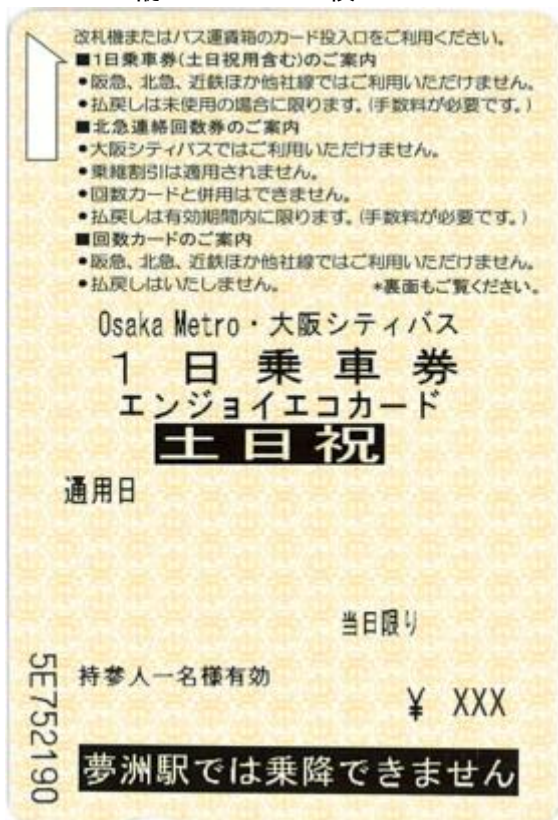 改札機またはバス運賃箱のカード投入口をご利用ください。
■1日乗車券(土日祝用含む)のご案内
●阪急、北急、近鉄ほか他社線ではご利用いただけません。
●払戻しは未使用の場合に限ります。(手数料が必要です。)
■北急連絡回数券のご案内
●大阪シティバスではご利用いただけません。
●乗継割引は適用されません。
●回数カードと併用はできません。
●払戻しは有効期間内に限ります。(手数料が必要です。)
■回数カードのご案内
●阪急、北急、近鉄ほか他社線ではご利用いただけません。
●払戻しはいたしません。 *裏面もご覧ください。
Osaka Metro・大阪シティバス
1日乗車券
エンジョイエコカード
土日祝
通用日
当日限り
持参人一名様有効
¥ XXX
夢洲駅では乗降できません
5E752190